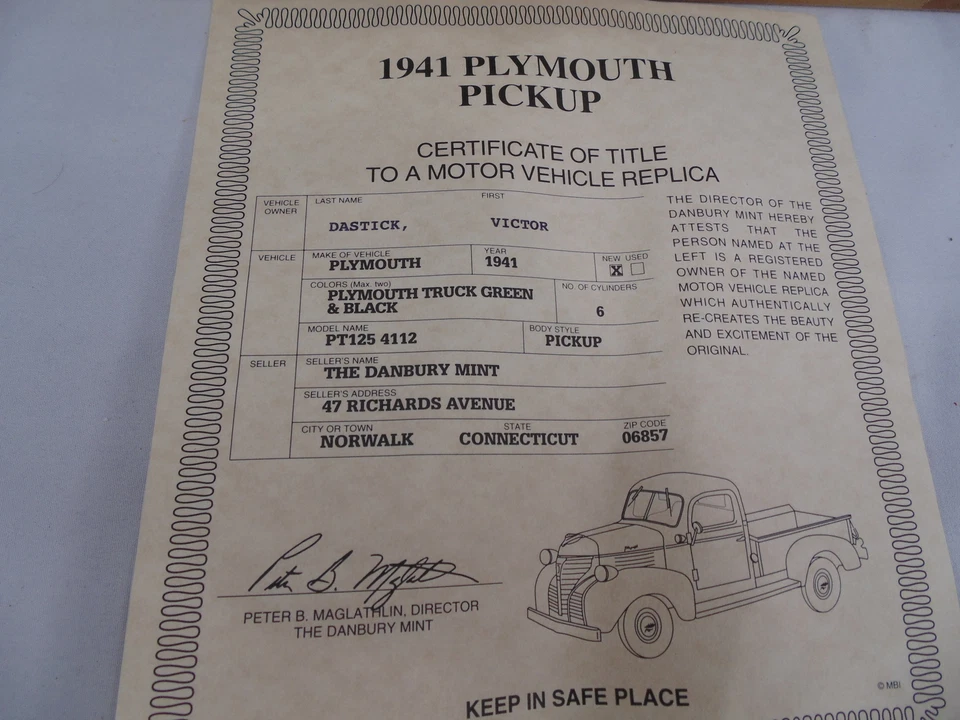 1941 PLYMOUTH
PICKUP
CERTIFICATE OF TITLE
TO A MOTOR VEHICLE REPLICA
VEHICLE OWNER
LAST NAME FIRST
DASTICK, VICTOR
VEHICLE
MAKE OF VEHICLE YEAR NEW USED
PLYMOUTH 1941 X
COLORS (Max. two) NO. OF CYLINDERS
PLYMOUTH TRUCK GREEN
& BLACK 6
MODEL NAME BODY STYLE
PT125 4112 PICKUP
SELLER
SELLER'S NAME
THE DANBURY MINT
SELLER'S ADDRESS
47 RICHARDS AVENUE
CITY OR TOWN STATE ZIP CODE
NORWALK CONNECTICUT 06857
THE DIRECTOR OF THE
DANBURY MINT HEREBY
ATTESTS THAT THE
PERSON NAMED AT THE
LEFT IS A REGISTERED
OWNER OF THE NAMED
MOTOR VEHICLE REPLICA
WHICH AUTHENTICALLY
RE-CREATES THE BEAUTY
AND EXCITEMENT OF THE
ORIGINAL.
Peter B. Maglathlin
PETER B. MAGLATHLIN, DIRECTOR
THE DANBURY MINT
© MBI
KEEP IN SAFE PLACE